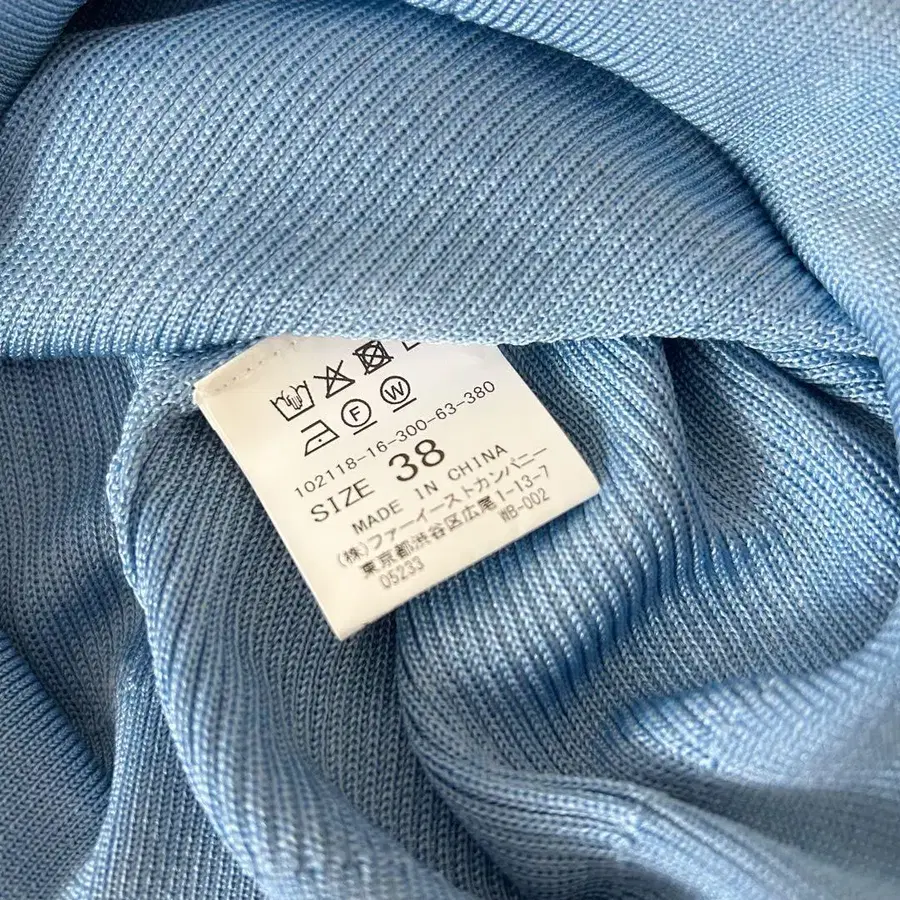 F W
102118-16-300-63-380
SIZE 38
MADE IN CHINA
(株)ファーイーストカンパニー
東京都渋谷区広尾1-13-7
05233 WB-002